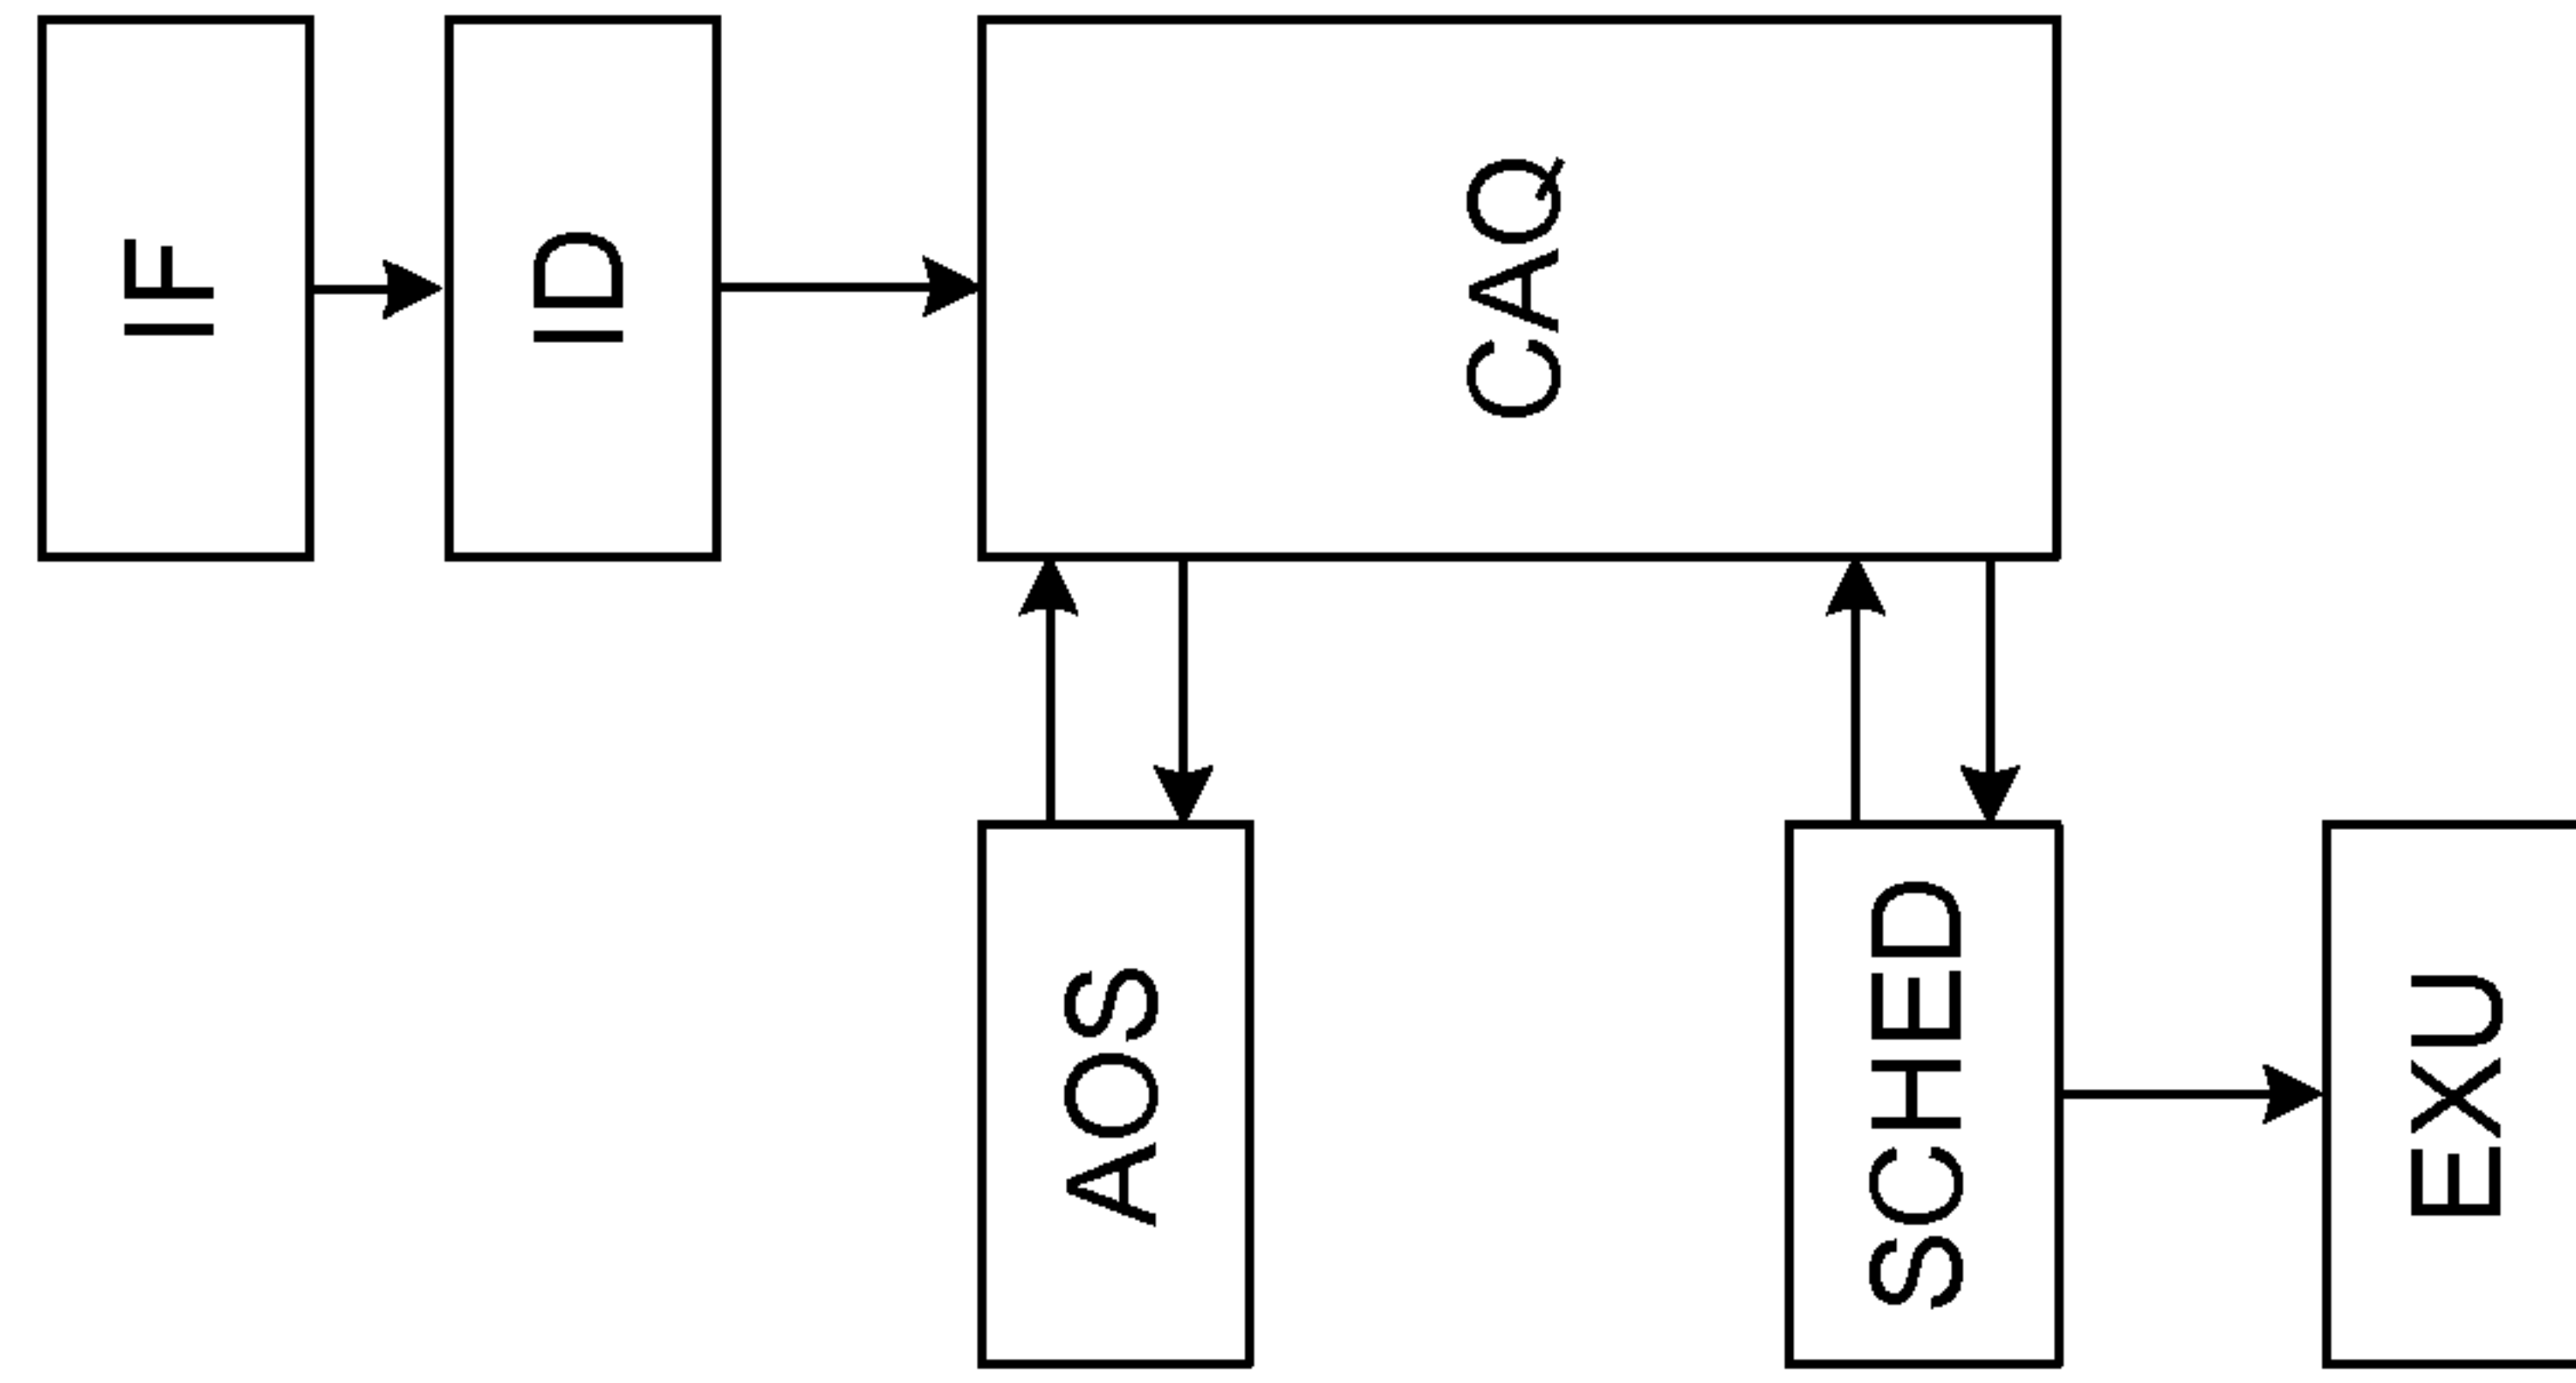 IF
ID
CAQ
AOS
SCHED
EXU